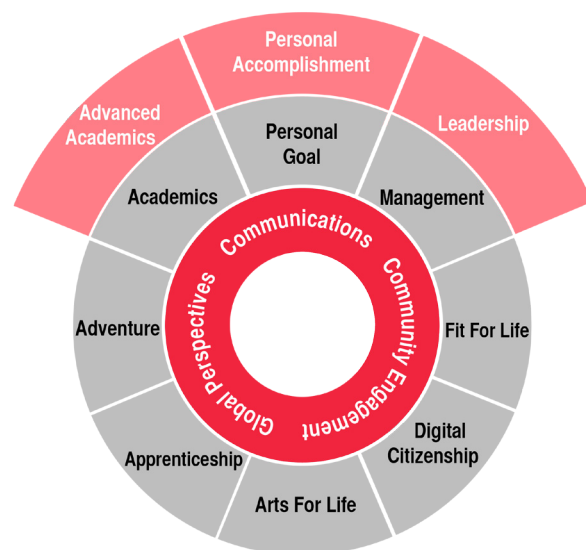 Personal
Accomplishment
Advanced
Academics
Leadership
Personal
Goal
Academics
Management
Communications
Community Engagement
Global Perspectives
Adventure
Fit For Life
Apprenticeship
Digital
Citizenship
Arts For Life